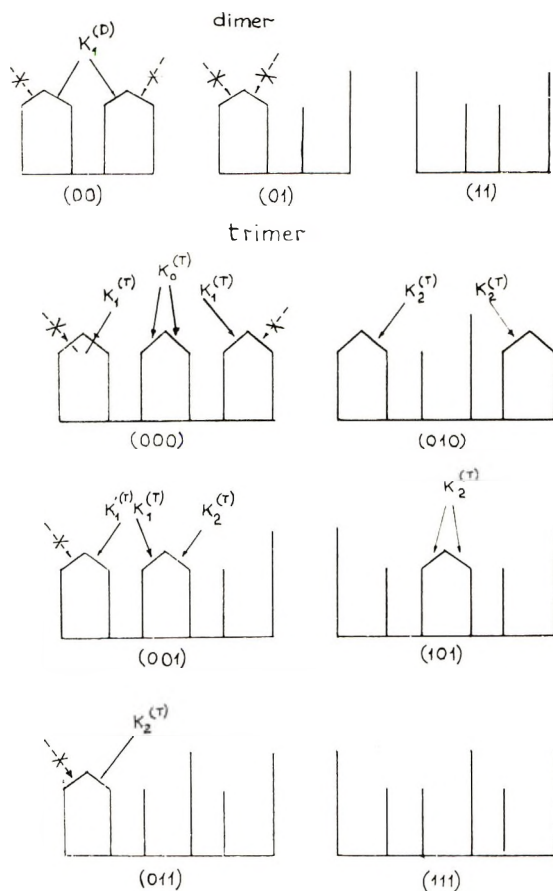 dimer
K₁⁽ᴰ⁾
(00) (01) (11)
trimer
K₁⁽ᵀ⁾ K₀⁽ᵀ⁾ K₁⁽ᵀ⁾ K₂⁽ᵀ⁾ K₂⁽ᵀ⁾
(000) (010)
K₁⁽ᵀ⁾ K₁⁽ᵀ⁾ K₂⁽ᵀ⁾ K₂⁽ᵀ⁾
(001) (101)
K₂⁽ᵀ⁾
(011) (111)